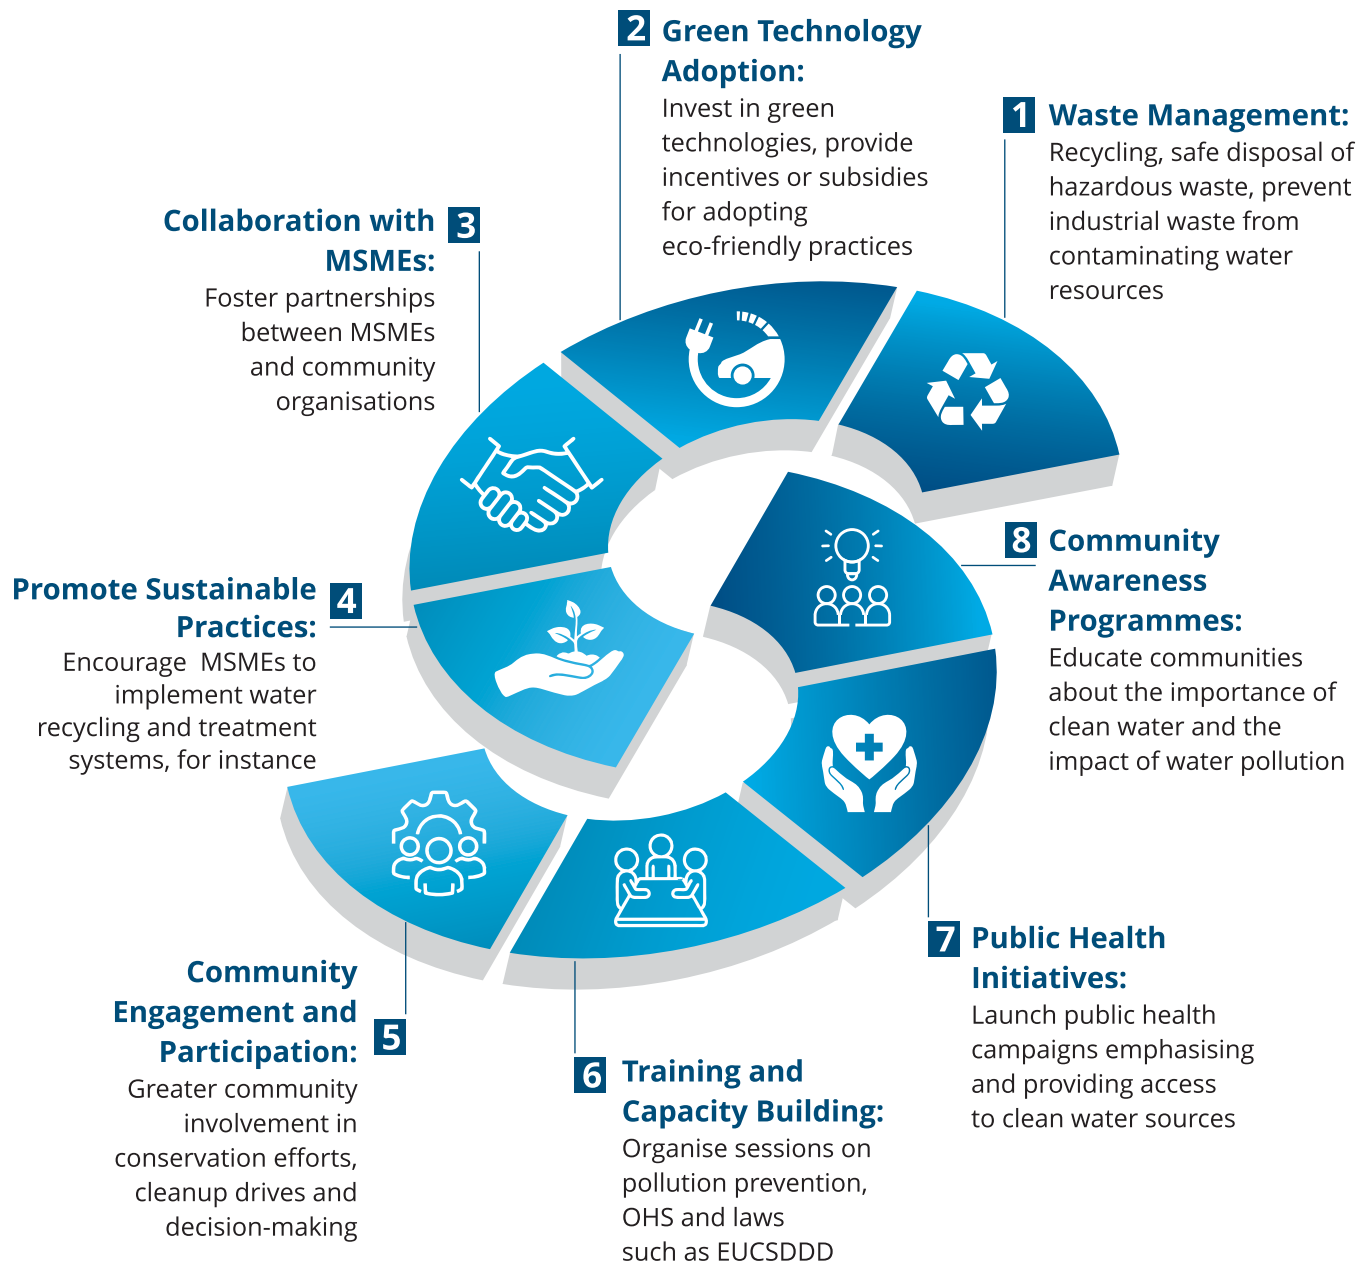 1
Waste Management:
Recycling, safe disposal of
hazardous waste, prevent
industrial waste from
contaminating water
resources
2
Green Technology
Adoption:
Invest in green
technologies, provide
incentives or subsidies
for adopting
eco-friendly practices
3
Collaboration with
MSMEs:
Foster partnerships
between MSMEs
and community
organisations
4
Promote Sustainable
Practices:
Encourage  MSMEs to
implement water
recycling and treatment
systems, for instance
5
Community
Engagement and
Participation:
Greater community
involvement in
conservation efforts,
cleanup drives and
decision-making
6
Training and
Capacity Building:
Organise sessions on
pollution prevention,
OHS and laws
such as EUCSDDD
7
Public Health
Initiatives:
Launch public health
campaigns emphasising
and providing access
to clean water sources
8
Community
Awareness
Programmes:
Educate communities
about the importance of
clean water and the
impact of water pollution